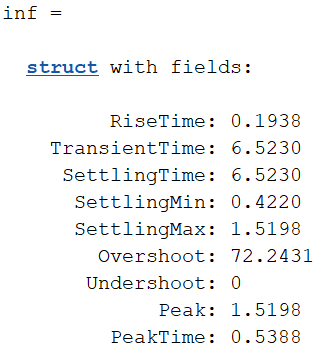 inf =
struct with fields:
RiseTime: 0.1938
TransientTime: 6.5230
SettlingTime: 6.5230
SettlingMin: 0.4220
SettlingMax: 1.5198
Overshoot: 72.2431
Undershoot: 0
Peak: 1.5198
PeakTime: 0.5388